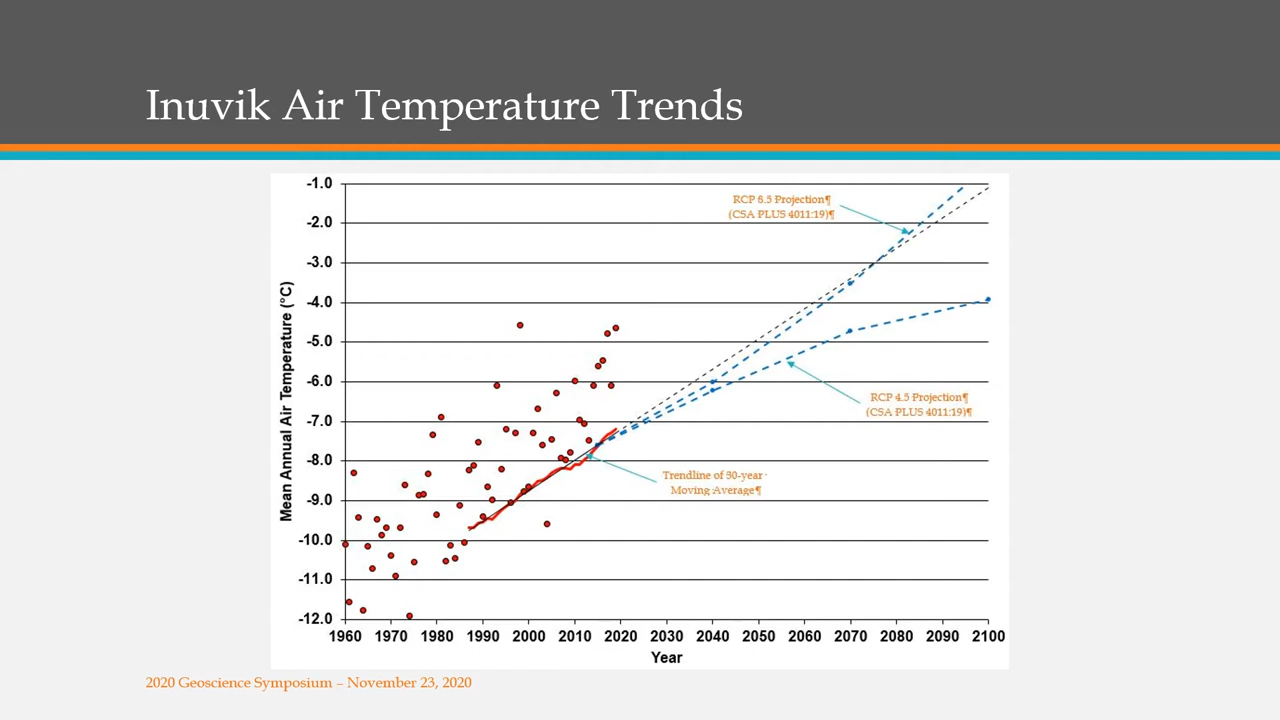 Inuvik Air Temperature Trends
-1.0
-2.0
-3.0
-4.0
-5.0
-6.0
-7.0
-8.0
-9.0
-10.0
-11.0
-12.0
Mean Annual Air Temperature (°C)
RCP 8.5 Projection¶
(CSA PLUS 4011:19)¶
RCP 4.5 Projection¶
(CSA PLUS 4011:19)¶
Trendline of 30-year·
Moving·Average¶
1960 1970 1980 1990 2000 2010 2020 2030 2040 2050 2060 2070 2080 2090 2100
Year
2020 Geoscience Symposium – November 23, 2020